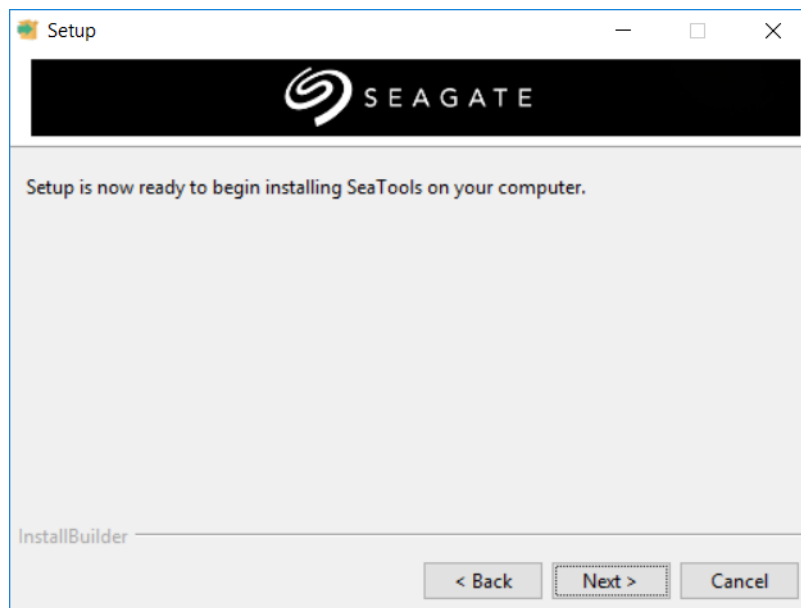 Setup
SEAGATE
Setup is now ready to begin installing SeaTools on your computer.
InstallBuilder
< Back
Next >
Cancel